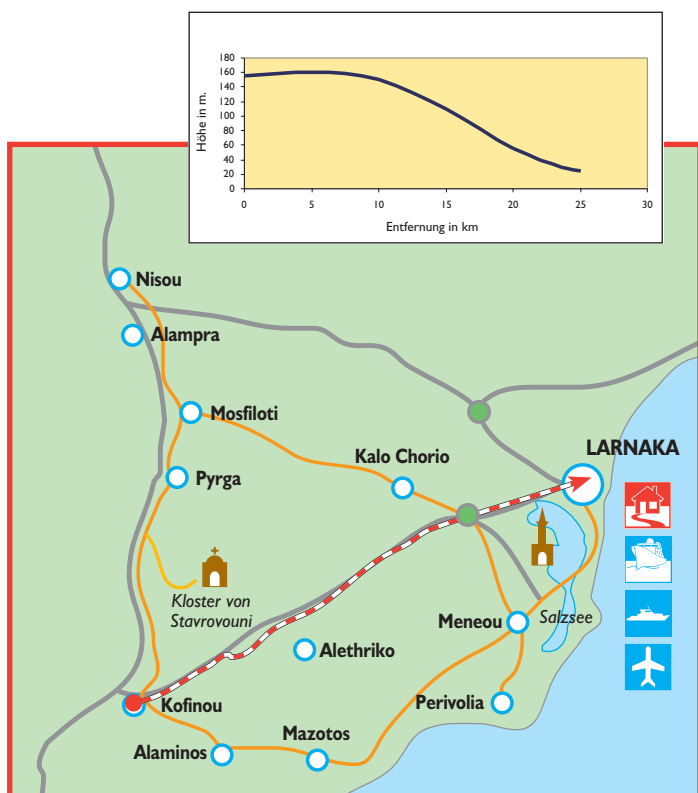 180
160
140
120
100
80
60
40
20
0
Höhe in m.
0 5 10 15 20 25 30
Entfernung in km
Nisou
Alampra
Mosfiloti
Kalo Chorio
LARNAKA
Pyrga
Kloster von
Stavrovouni
Meneou
Salzsee
Alethriko
Kofinou
Perivolia
Alaminos
Mazotos